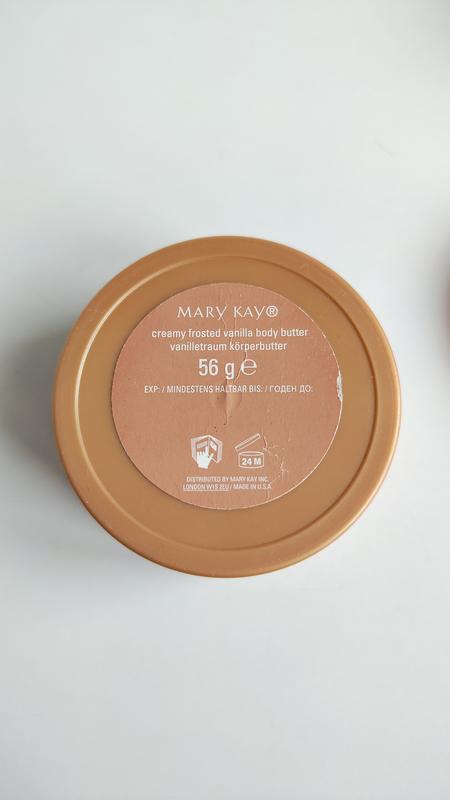 MARY KAY®
creamy frosted vanilla body butter
vanilletraum körperbutter
56 g ℮
EXP: / MINDESTENS HALTBAR BIS: / ГОДЕН ДО:
24 M
DISTRIBUTED BY MARY KAY INC.
LONDON W1S 2EU / MADE IN U.S.A.